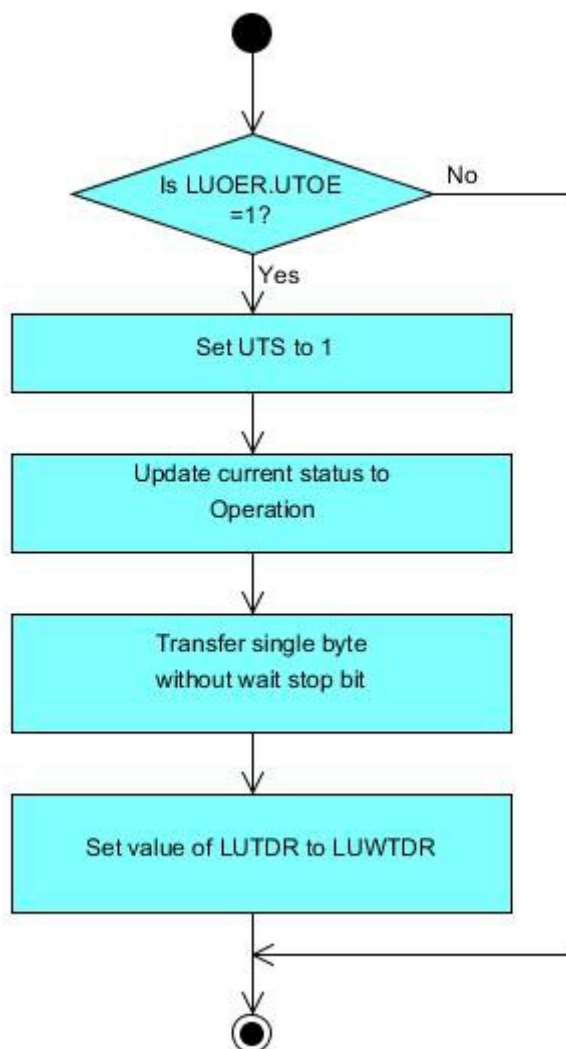 Is LUOER.UTOE
=1?
No
Yes
Set UTS to 1
Update current status to
Operation
Transfer single byte
without wait stop bit
Set value of LUTDR to LUWTDR